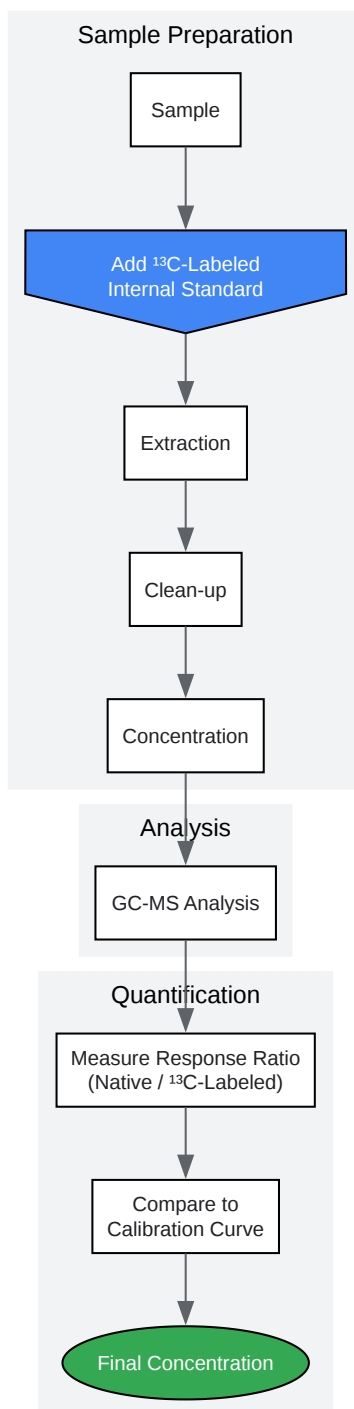 Sample Preparation
Sample
Add ¹³C-Labeled
Internal Standard
Extraction
Clean-up
Concentration
Analysis
GC-MS Analysis
Quantification
Measure Response Ratio
(Native / ¹³C-Labeled)
Compare to
Calibration Curve
Final Concentration